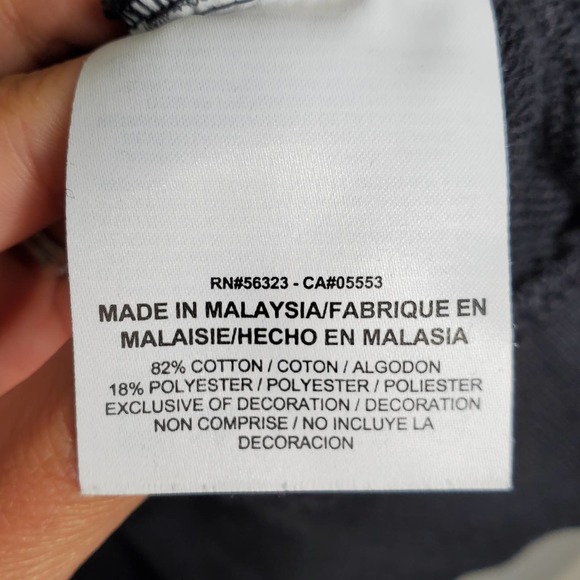 RN#56323 - CA#05553
MADE IN MALAYSIA/FABRIQUE EN
MALAISIE/HECHO EN MALASIA
82% COTTON / COTON / ALGODON
18% POLYESTER / POLYESTER / POLIESTER
EXCLUSIVE OF DECORATION / DECORATION
NON COMPRISE / NO INCLUYE LA
DECORACION